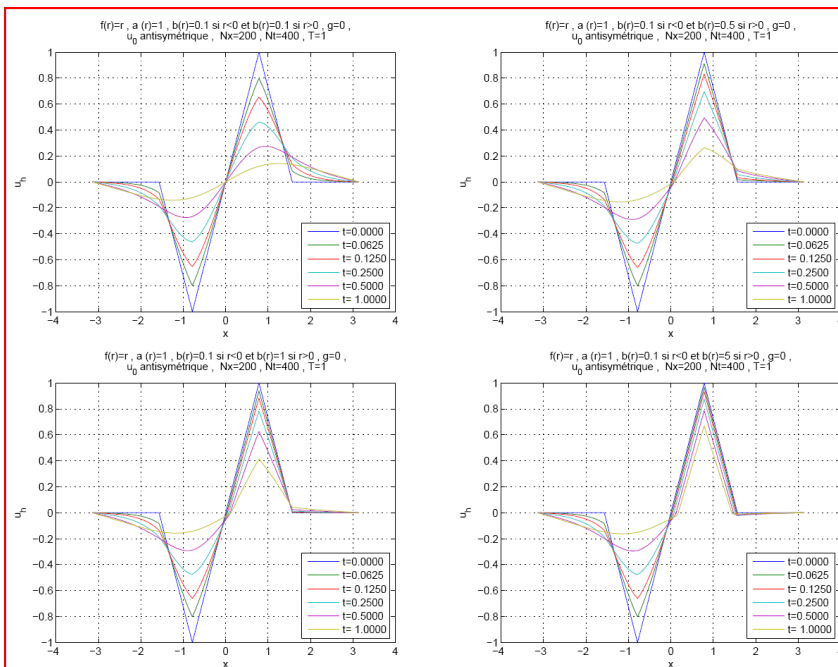 f(r)=r , a (r)=1 , b(r)=0.1 si r<0 et b(r)=0.1 si r>0 , g=0 ,
u0 antisymétrique , Nx=200 , Nt=400 , T=1
1
0.8
0.6
0.4
0.2
0
−0.2
−0.4
−0.6
−0.8
−1
uh
−4 −3 −2 −1 0 1 2 3 4
x
t=0.0000
t=0.0625
t= 0.1250
t=0.2500
t=0.5000
t= 1.0000
f(r)=r , a (r)=1 , b(r)=0.1 si r<0 et b(r)=0.5 si r>0 , g=0 ,
u0 antisymétrique , Nx=200 , Nt=400 , T=1
1
0.8
0.6
0.4
0.2
0
−0.2
−0.4
−0.6
−0.8
−1
uh
−4 −3 −2 −1 0 1 2 3 4
x
t=0.0000
t=0.0625
t= 0.1250
t=0.2500
t=0.5000
t= 1.0000
f(r)=r , a (r)=1 , b(r)=0.1 si r<0 et b(r)=1 si r>0 , g=0 ,
u0 antisymétrique , Nx=200 , Nt=400 , T=1
1
0.8
0.6
0.4
0.2
0
−0.2
−0.4
−0.6
−0.8
−1
uh
−4 −3 −2 −1 0 1 2 3 4
x
t=0.0000
t=0.0625
t= 0.1250
t=0.2500
t=0.5000
t= 1.0000
f(r)=r , a (r)=1 , b(r)=0.1 si r<0 et b(r)=5 si r>0 , g=0 ,
u0 antisymétrique , Nx=200 , Nt=400 , T=1
1
0.8
0.6
0.4
0.2
0
−0.2
−0.4
−0.6
−0.8
−1
uh
−4 −3 −2 −1 0 1 2 3 4
x
t=0.0000
t=0.0625
t= 0.1250
t=0.2500
t=0.5000
t= 1.0000